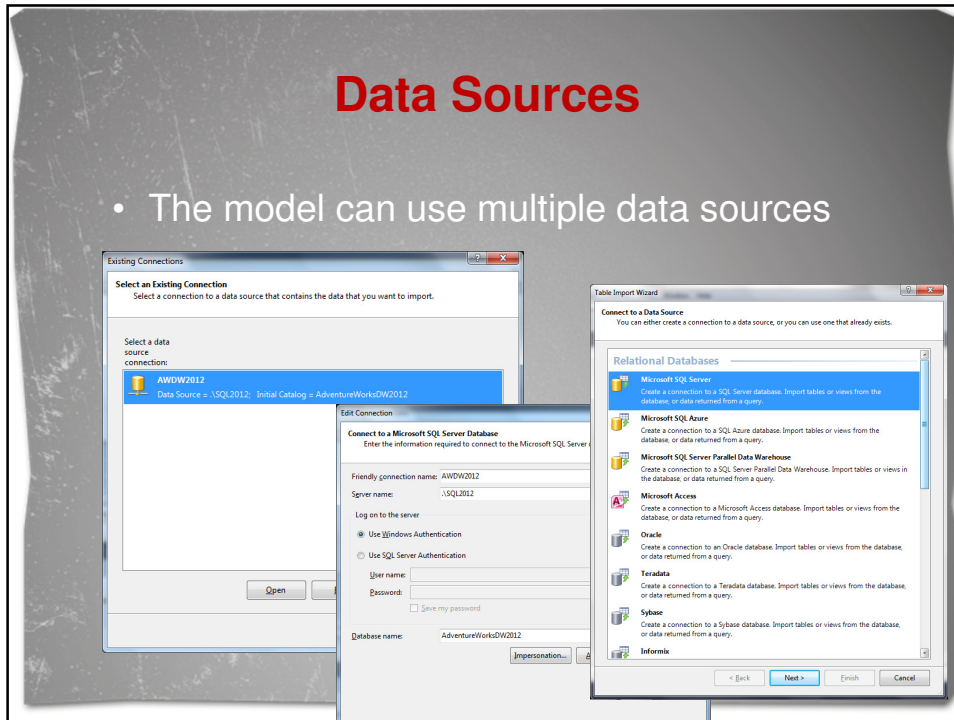 Data Sources
• The model can use multiple data sources
Existing Connections
Select an Existing Connection
Select a connection to a data source that contains the data that you want to import.
Select a data
source
connection:
AWDW2012
Data Source = .\SQL2012; Initial Catalog = AdventureWorksDW2012
Open
Edit Connection
Connect to a Microsoft SQL Server Database
Enter the information required to connect to the Microsoft SQL Server
Friendly connection name: AWDW2012
Server name: .\SQL2012
Log on to the server
Use Windows Authentication
Use SQL Server Authentication
User name:
Password:
Save my password
Database name: AdventureWorksDW2012
Impersonation...
Table Import Wizard
Connect to a Data Source
You can either create a connection to a data source, or you can use one that already exists.
Relational Databases
Microsoft SQL Server
Create a connection to a SQL Server database. Import tables or views from the
database, or data returned from a query.
Microsoft SQL Azure
Create a connection to a SQL Azure database. Import tables or views from the
database, or data returned from a query.
Microsoft SQL Server Parallel Data Warehouse
Create a connection to a SQL Server Parallel Data Warehouse. Import tables or views in
the database, or data returned from a query.
Microsoft Access
Create a connection to a Microsoft Access database. Import tables or views from the
database, or data returned from a query.
Oracle
Create a connection to an Oracle database. Import tables or views from the database,
or data returned from a query.
Teradata
Create a connection to a Teradata database. Import tables or views from the database,
or data returned from a query.
Sybase
Create a connection to a Sybase database. Import tables or views from the database,
or data returned from a query.
Informix
< Back
Next >
Finish
Cancel